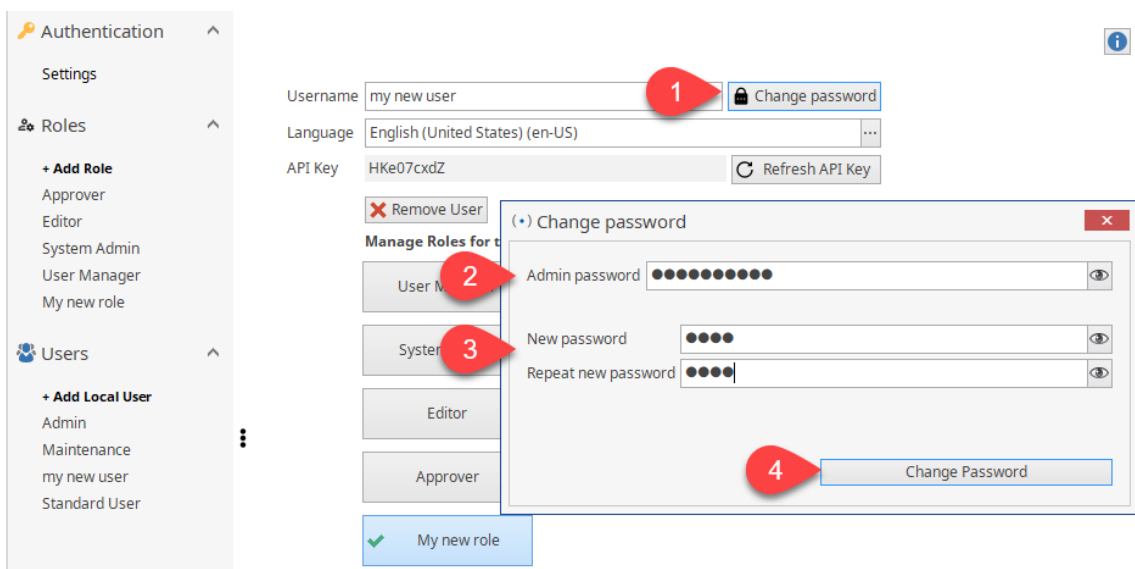 Authentication
Settings
Roles
+ Add Role
Approver
Editor
System Admin
User Manager
My new role
Users
+ Add Local User
Admin
Maintenance
my new user
Standard User
Username my new user
1
Change password
Language English (United States) (en-US) ...
API Key HKe07cxdZ
Refresh API Key
Remove User
Manage Roles for t
User M
System
Editor
Approver
My new role
Change password
2
Admin password
3
New password
Repeat new password
4
Change Password